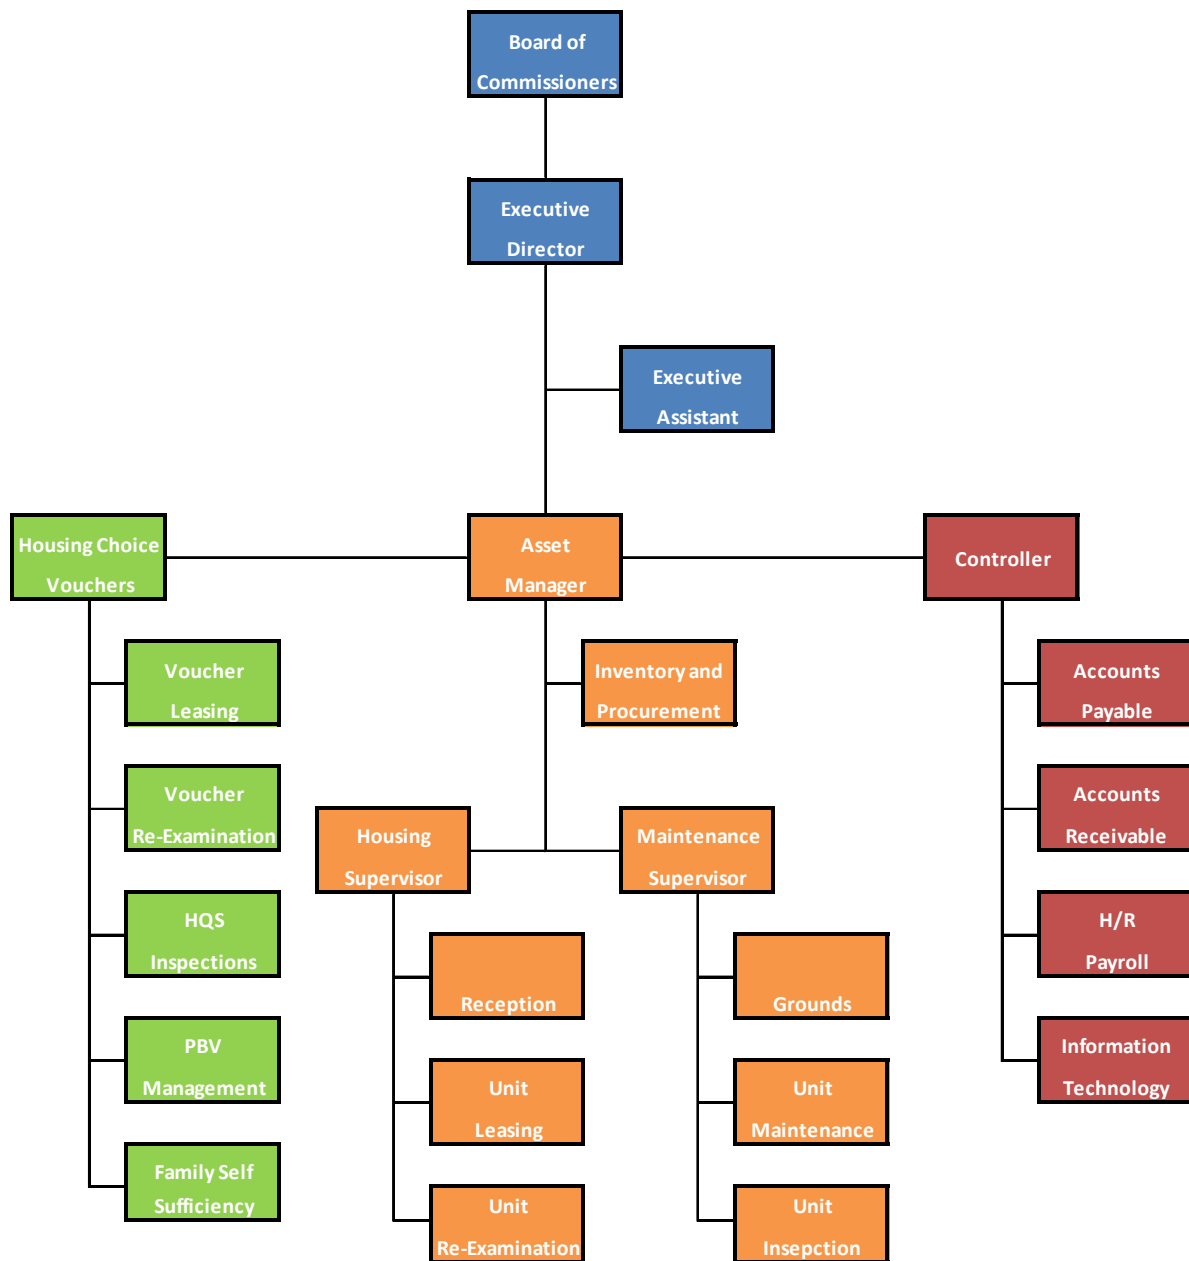 Board of
Commissioners
Executive
Director
Executive
Assistant
Housing Choice
Vouchers
Asset
Manager
Controller
Voucher
Leasing
Inventory and
Procurement
Accounts
Payable
Voucher
Re-Examination
Housing
Supervisor
Maintenance
Supervisor
Accounts
Receivable
HQS
Inspections
Reception
Grounds
H/R
Payroll
PBV
Management
Unit
Leasing
Unit
Maintenance
Information
Technology
Family Self
Sufficiency
Unit
Re-Examination
Unit
Insepction